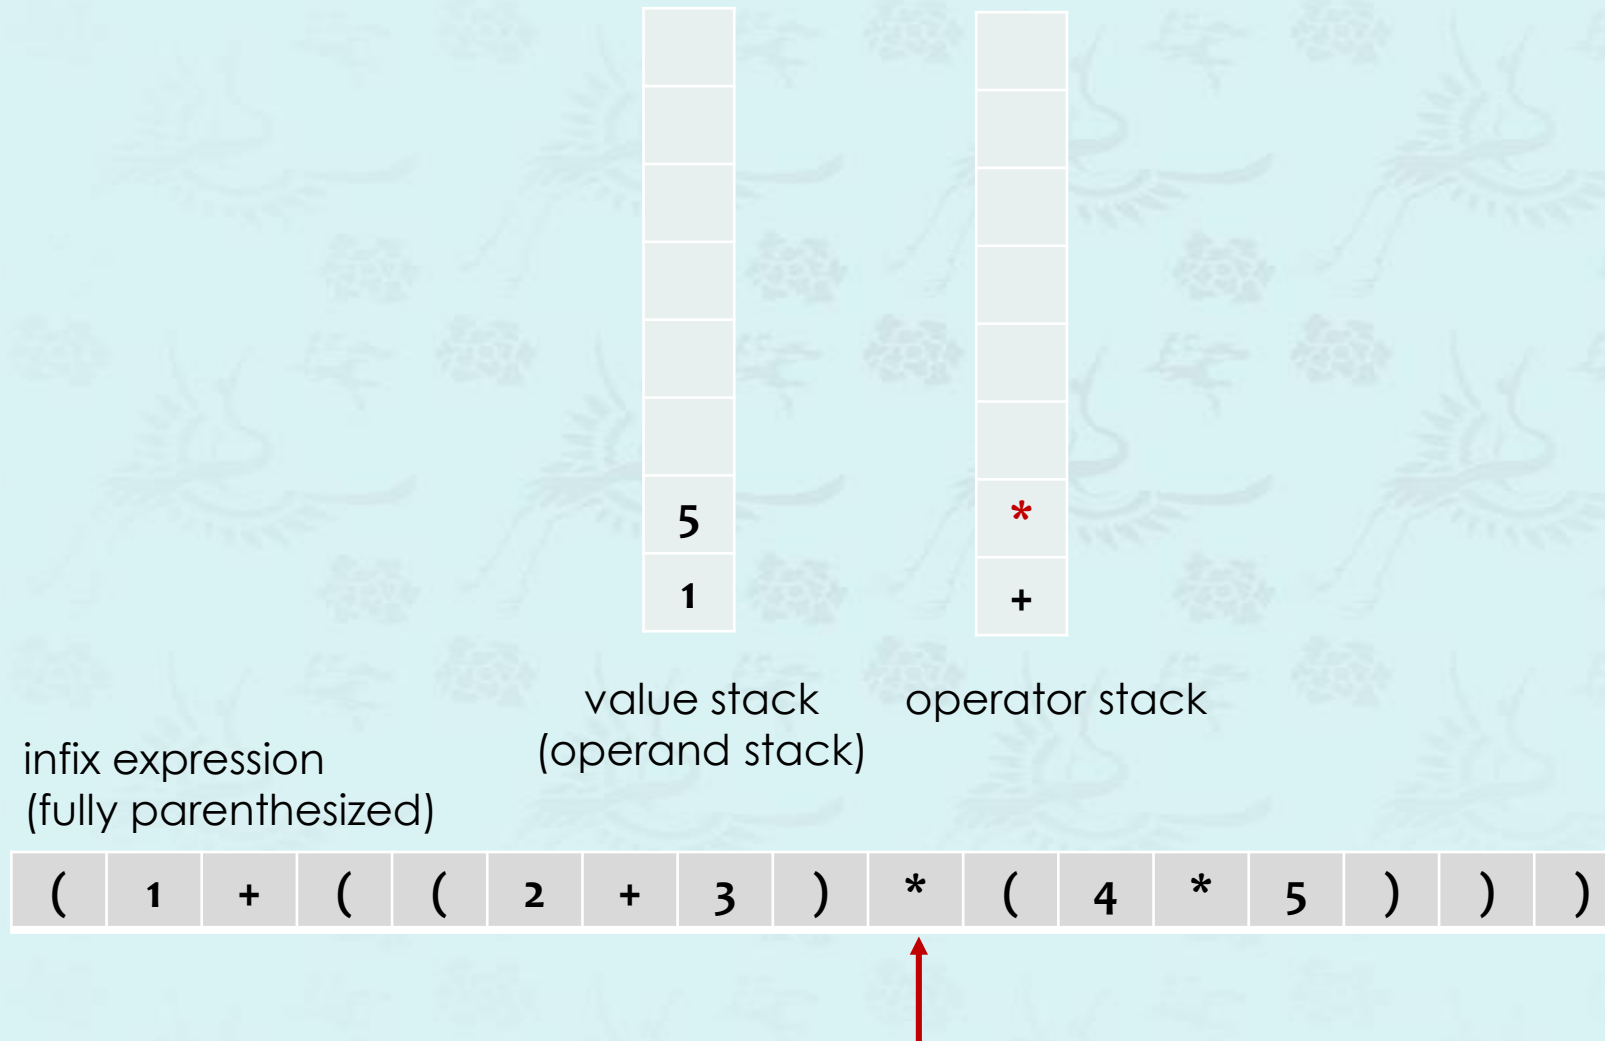 5 *
1 +
value stack operator stack
(operand stack)
infix expression
(fully parenthesized)
( 1 + ( ( 2 + 3 ) * ( 4 * 5 ) ) )